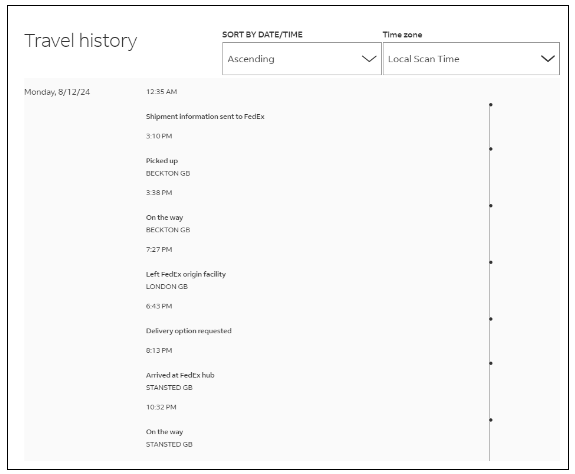 Travel history
SORT BY DATE/TIME
Ascending
Time zone
Local Scan Time
Monday, 8/12/24
12:35 AM
Shipment information sent to FedEx
3:10 PM
Picked up
BECKTON GB
3:38 PM
On the way
BECKTON GB
7:27 PM
Left FedEx origin facility
LONDON GB
6:43 PM
Delivery option requested
8:13 PM
Arrived at FedEx hub
STANSTED GB
10:32 PM
On the way
STANSTED GB